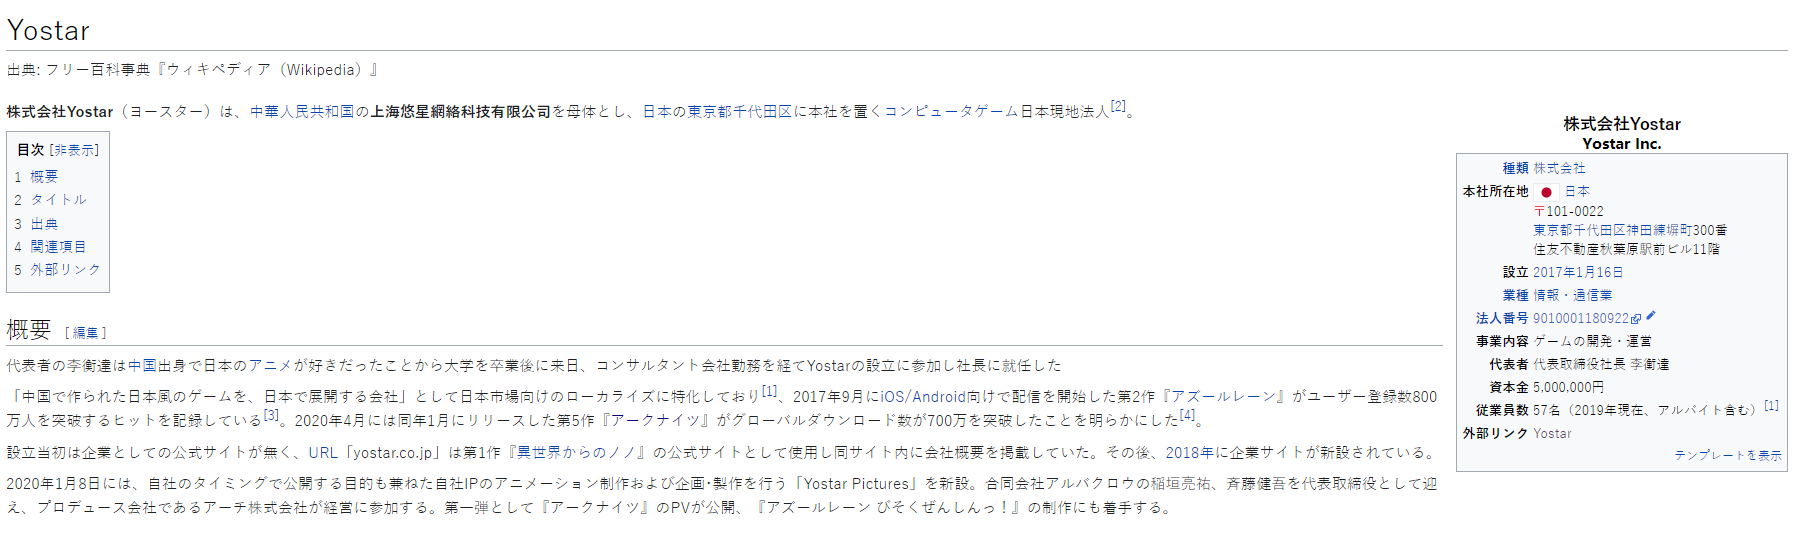 Yostar
出典: フリー百科事典『ウィキペディア（Wikipedia）』
株式会社Yostar（ヨースター）は、中華人民共和国の上海悠星網絡科技有限公司を母体とし、日本の東京都千代田区に本社を置くコンピュータゲーム日本現地法人[2]。
目次 [非表示]
1 概要
2 タイトル
3 出典
4 関連項目
5 外部リンク
株式会社Yostar
Yostar Inc.
種類 株式会社
本社所在地 日本
〒101-0022
東京都千代田区神田練塀町300番
住友不動産秋葉原駅前ビル11階
設立 2017年1月16日
業種 情報・通信業
法人番号 9010001180922
事業内容 ゲームの開発・運営
代表者 代表取締役社長 李衡達
資本金 5,000,000円
従業員数 57名（2019年現在、アルバイト含む）[1]
外部リンク Yostar
テンプレートを表示
概要 [ 編集 ]
代表者の李衡達は中国出身で日本のアニメが好きだったことから大学を卒業後に来日、コンサルタント会社勤務を経てYostarの設立に参加し社長に就任した
「中国で作られた日本風のゲームを、日本で展開する会社」として日本市場向けのローカライズに特化しており[1]、2017年9月にiOS/Android向けで配信を開始した第2作『アズールレーン』がユーザー登録数800
万人を突破するヒットを記録している[3]。2020年4月には同年1月にリリースした第5作『アークナイツ』がグローバルダウンロード数が700万を突破したことを明らかにした[4]。
設立当初は企業としての公式サイトが無く、URL「yostar.co.jp」は第1作『異世界からのノノ』の公式サイトとして使用し同サイト内に会社概要を掲載していた。その後、2018年に企業サイトが新設されている。
2020年1月8日には、自社のタイミングで公開する目的も兼ねた自社IPのアニメーション制作および企画･製作を行う「Yostar Pictures」を新設。合同会社アルバクロウの稲垣亮祐、斉藤健吾を代表取締役として迎
え、プロデュース会社であるアーチ株式会社が経営に参加する。第一弾として『アークナイツ』のPVが公開、『アズールレーン びそくぜんしんっ！』の制作にも着手する。